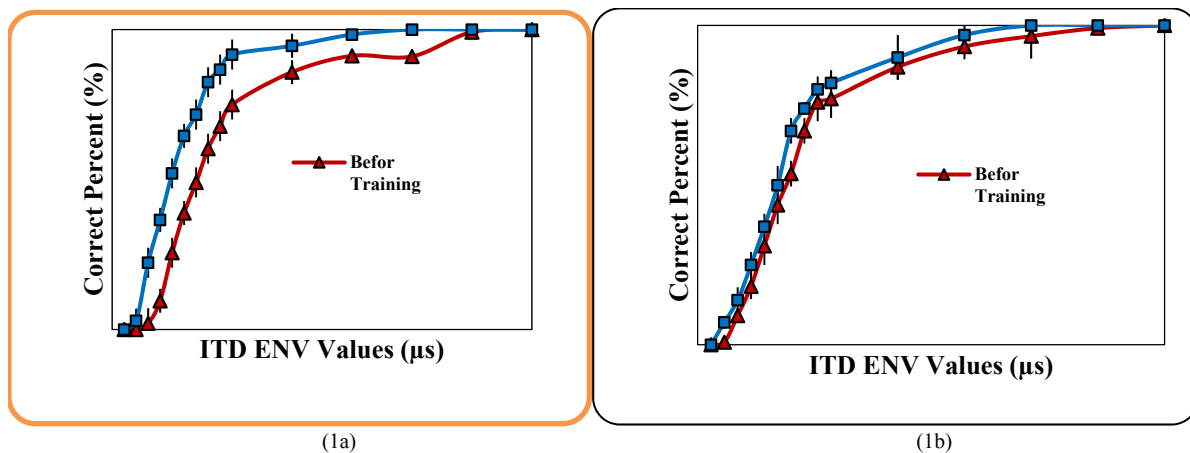 Correct Percent (%)
Befor
Training
ITD ENV Values (µs)
(1a)
Correct Percent (%)
Befor
Training
ITD ENV Values (µs)
(1b)